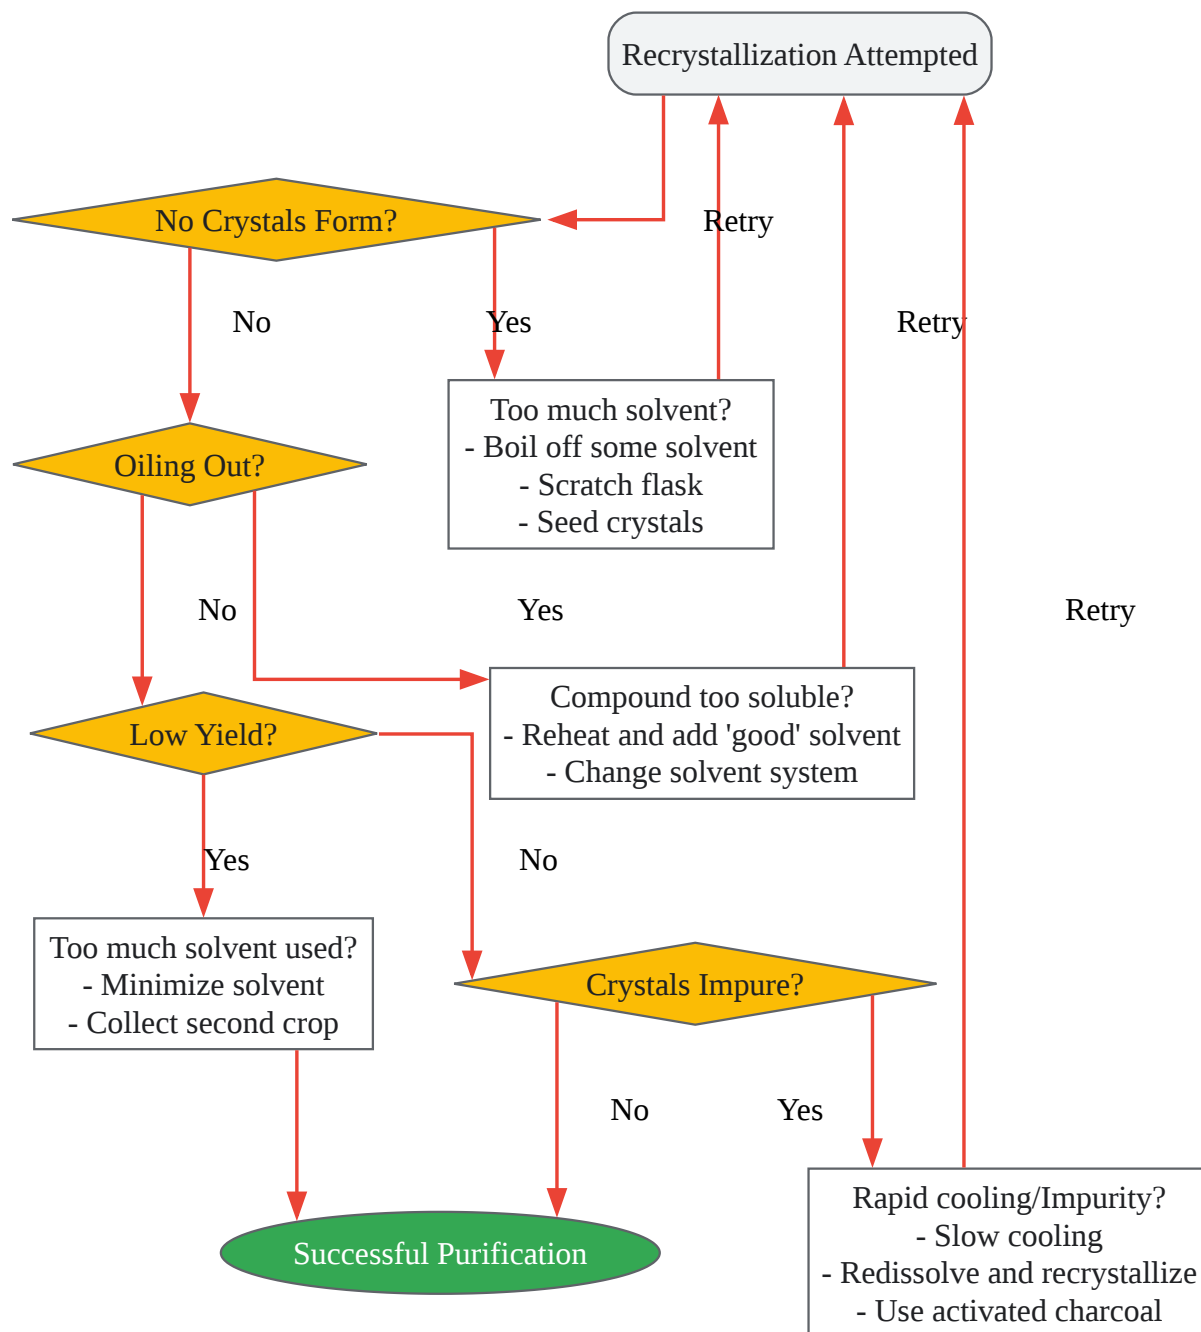 Recrystallization Attempted
No Crystals Form?
Retry
No
Yes
Retry
Too much solvent?
- Boil off some solvent
- Scratch flask
- Seed crystals
Oiling Out?
No
Yes
Retry
Compound too soluble?
- Reheat and add 'good' solvent
- Change solvent system
Low Yield?
Yes
No
Too much solvent used?
- Minimize solvent
- Collect second crop
Crystals Impure?
No
Yes
Rapid cooling/Impurity?
- Slow cooling
- Redissolve and recrystallize
- Use activated charcoal
Successful Purification